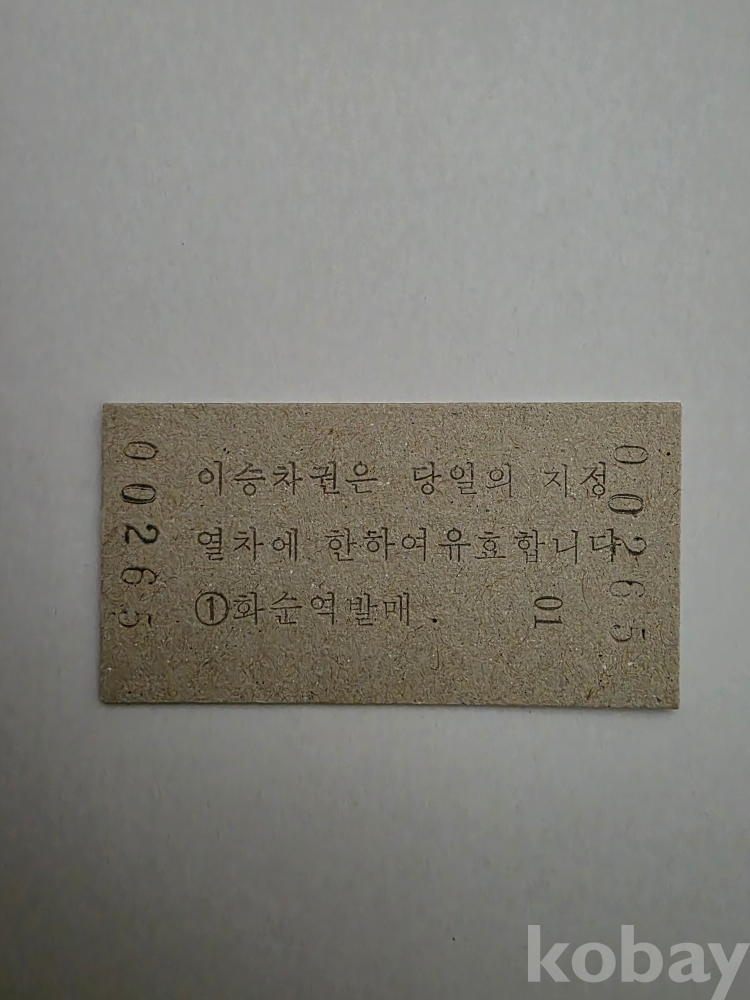 00265
이승차권은 당일의 지정
열차에 한하여유효합니다
①화순역발매.
01
00265
kobay